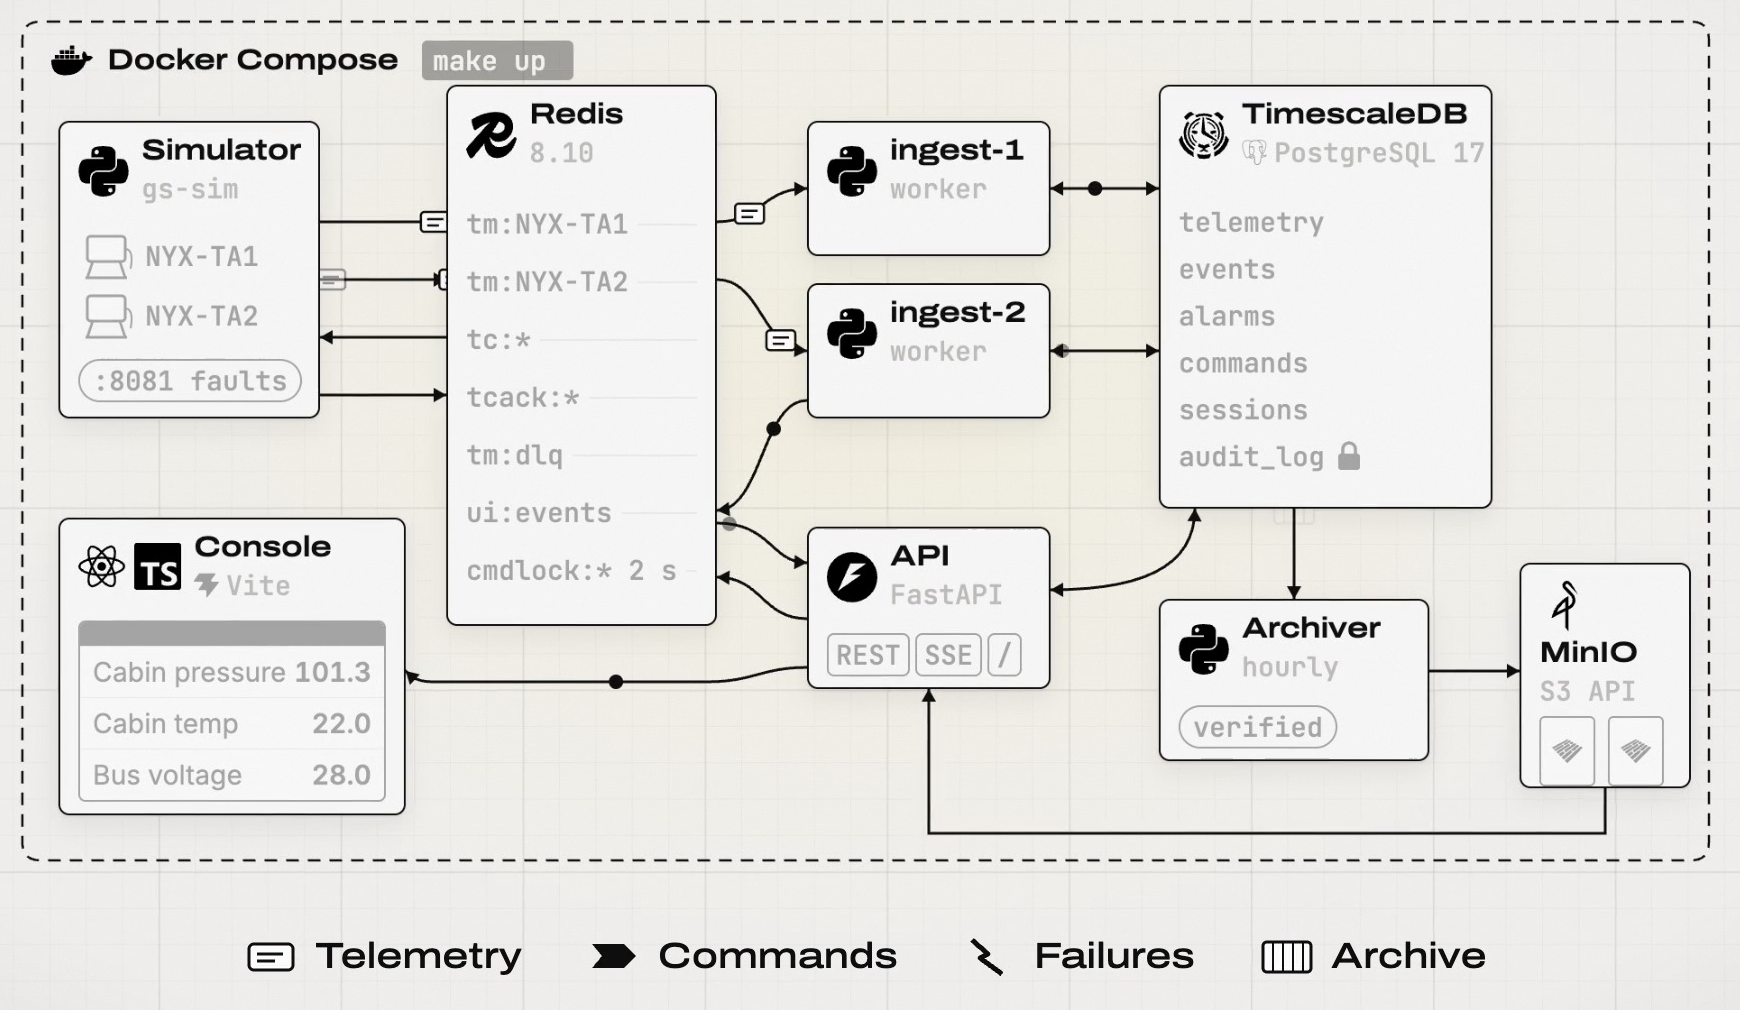 Docker Compose make up
Simulator
gs-sim
NYX-TA1
NYX-TA2
:8081 faults
Redis
8.10
tm:NYX-TA1
tm:NYX-TA2
tc:*
tcack:*
tm:dlq
ui:events
cmdlock:* 2 s
ingest-1
worker
ingest-2
worker
TimescaleDB
PostgreSQL 17
telemetry
events
alarms
commands
sessions
audit_log
TS
Console
Vite
Cabin pressure 101.3
Cabin temp 22.0
Bus voltage 28.0
API
FastAPI
REST SSE /
Archiver
hourly
verified
MinIO
S3 API
Telemetry Commands Failures Archive